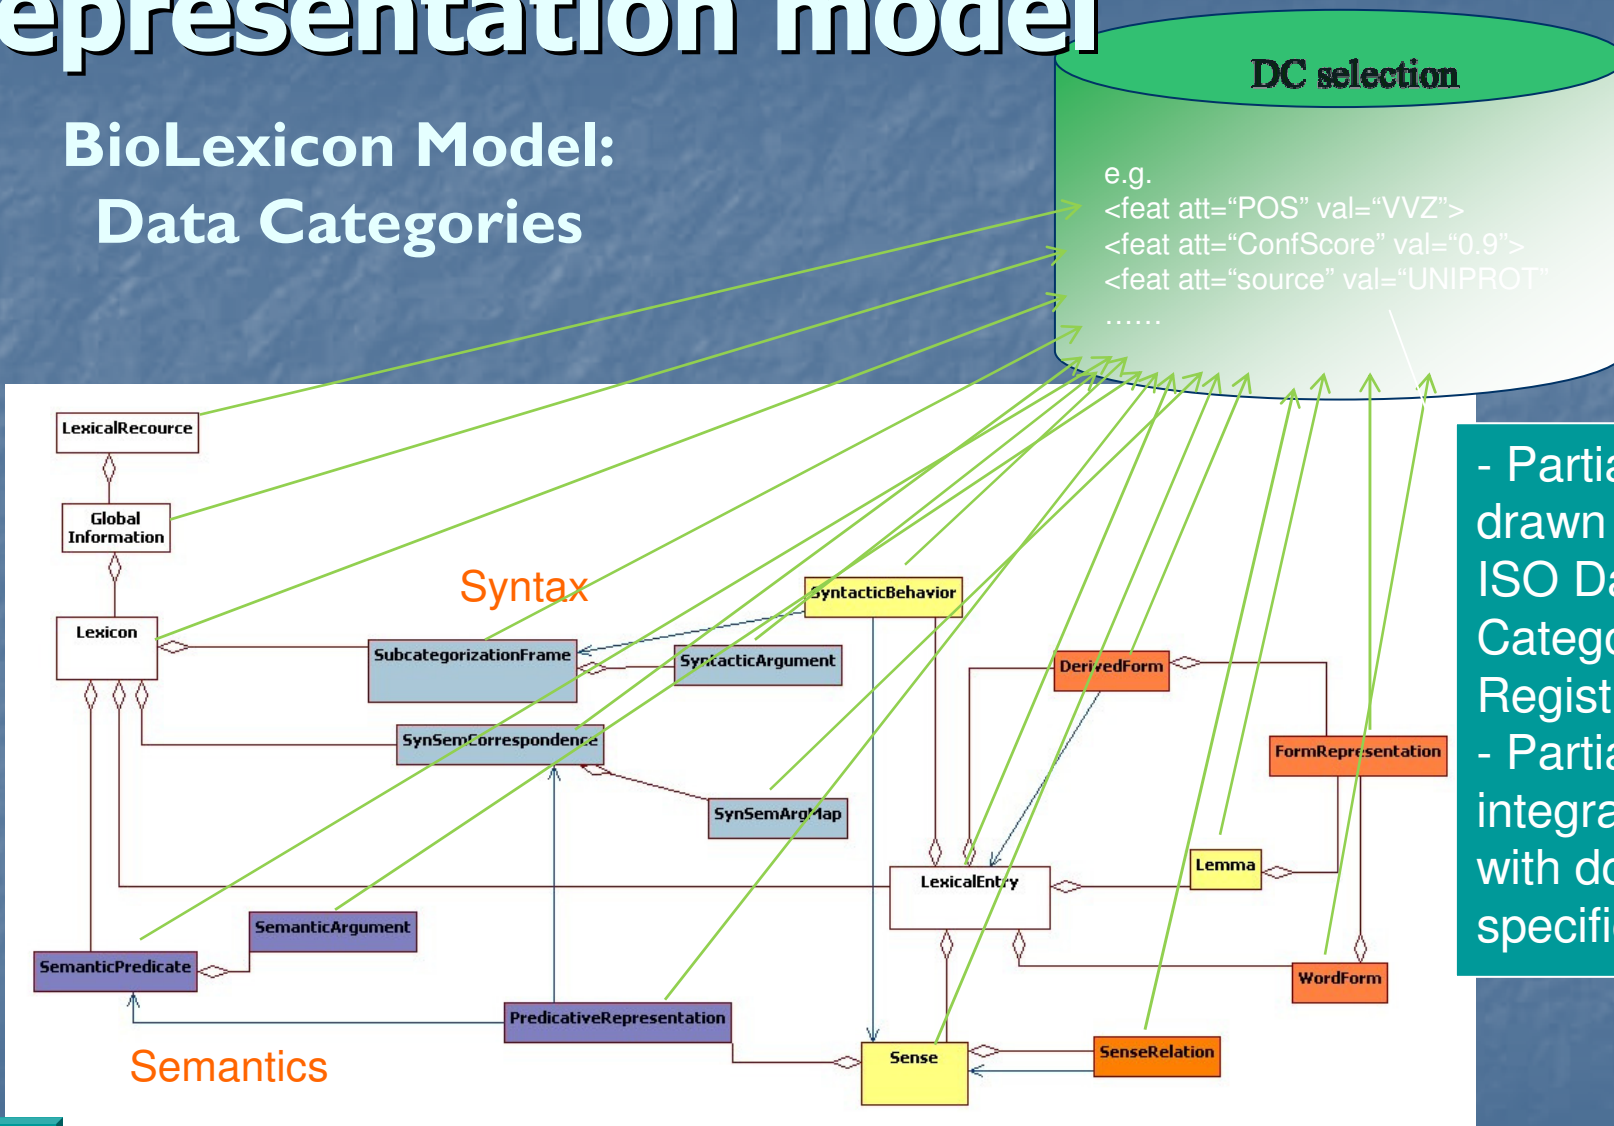 epresentation model
BioLexicon Model:
Data Categories
DC selection
e.g.
<feat att=“POS” val=“VVZ”>
<feat att=“ConfScore” val=“0.9”>
<feat att=“source” val=“UNIPROT”
……
LexicalRecource
Global
Information
Lexicon
Syntax
SyntacticBehavior
SubcategorizationFrame
SyntacticArgument
DerivedForm
SynSemCorrespondence
FormRepresentation
SynSemArgMap
Lemma
LexicalEntry
SemanticArgument
SemanticPredicate
WordForm
PredicativeRepresentation
Semantics
Sense
SenseRelation
- Partia
drawn
ISO Da
Catego
Regist
- Partia
integra
with do
specifi